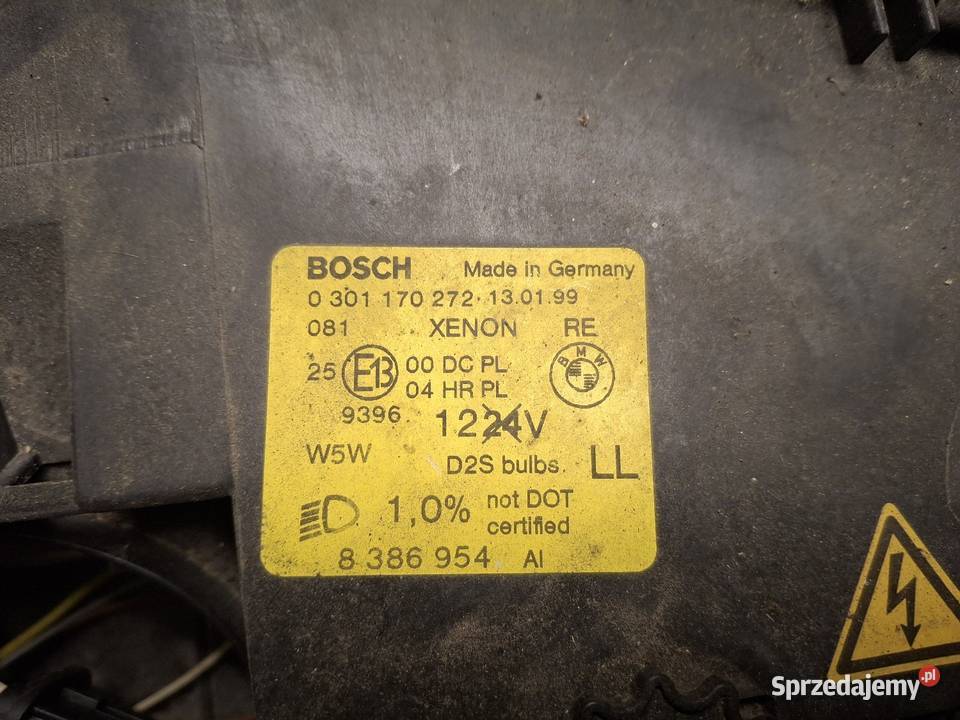 BOSCH Made in Germany
0 301 170 272 13.01.99
081 XENON RE
25 E13 00 DC PL BMW
04 HR PL
9396 1224V
W5W D2S bulbs. LL
1,0% not DOT
certified
8 386 954 AI
Sprzedajemy.pl